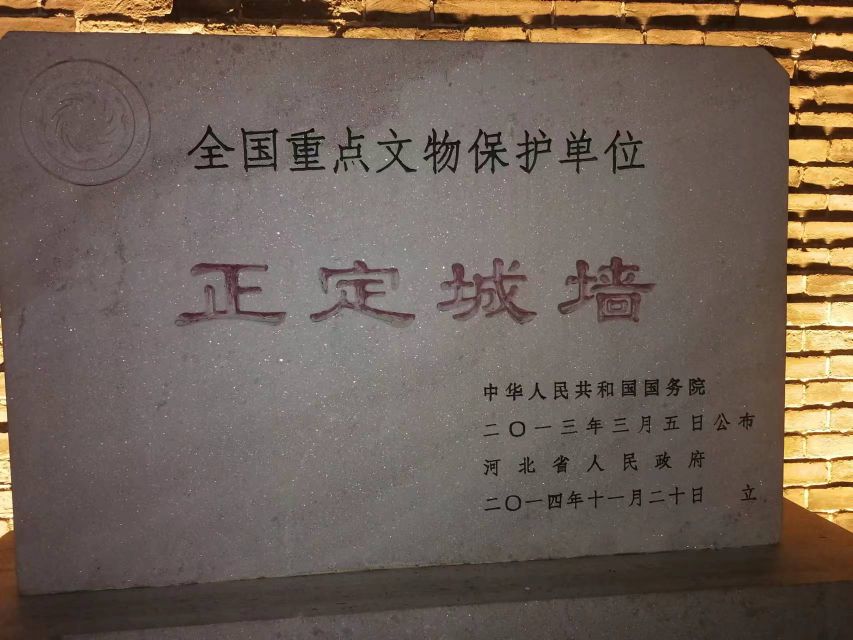 全国重点文物保护单位
正定城墙
中华人民共和国国务院
二〇一三年三月五日公布
河北省人民政府
二〇一四年十一月二十日 立